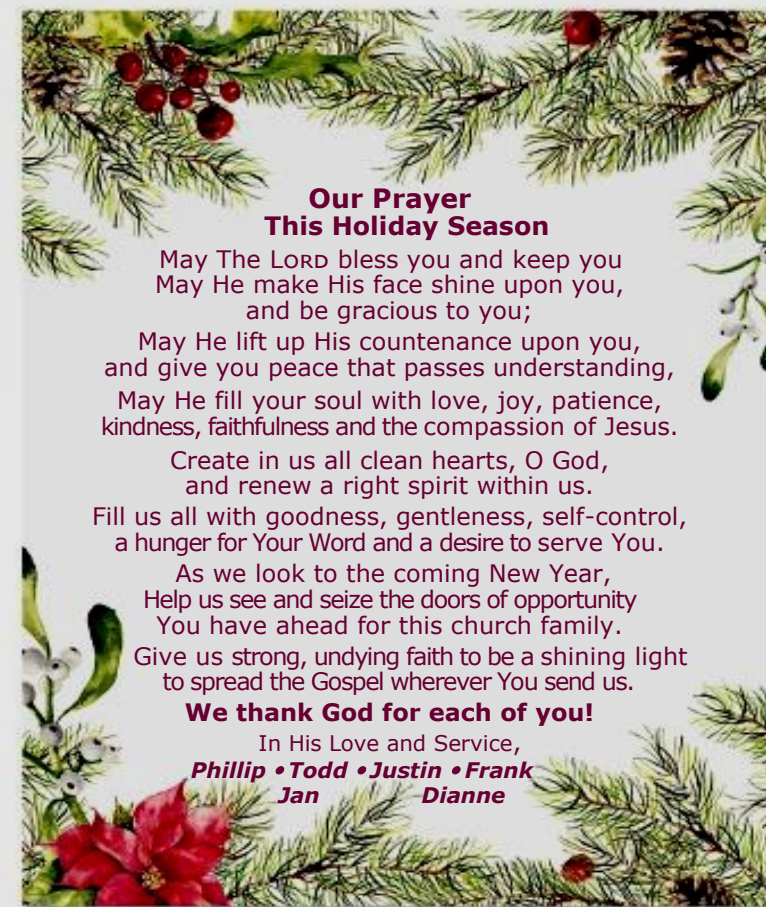 Our Prayer
This Holiday Season
May The LORD bless you and keep you
May He make His face shine upon you,
and be gracious to you;
May He lift up His countenance upon you,
and give you peace that passes understanding,
May He fill your soul with love, joy, patience,
kindness, faithfulness and the compassion of Jesus.
Create in us all clean hearts, O God,
and renew a right spirit within us.
Fill us all with goodness, gentleness, self-control,
a hunger for Your Word and a desire to serve You.
As we look to the coming New Year,
Help us see and seize the doors of opportunity
You have ahead for this church family.
Give us strong, undying faith to be a shining light
to spread the Gospel wherever You send us.
We thank God for each of you!
In His Love and Service,
Phillip • Todd • Justin • Frank
Jan Dianne